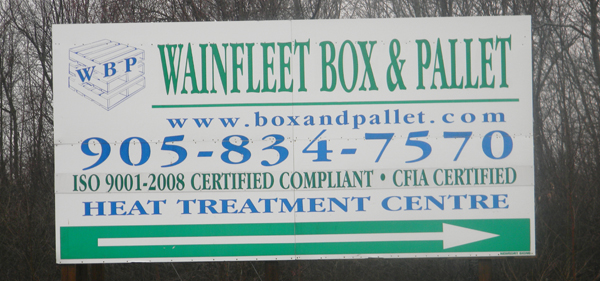 WBP
WAINFLEET BOX & PALLET
www.boxandpallet.com
905-834-7570
ISO 9001-2008 CERTIFIED COMPLIANT • CFIA CERTIFIED
HEAT TREATMENT CENTRE